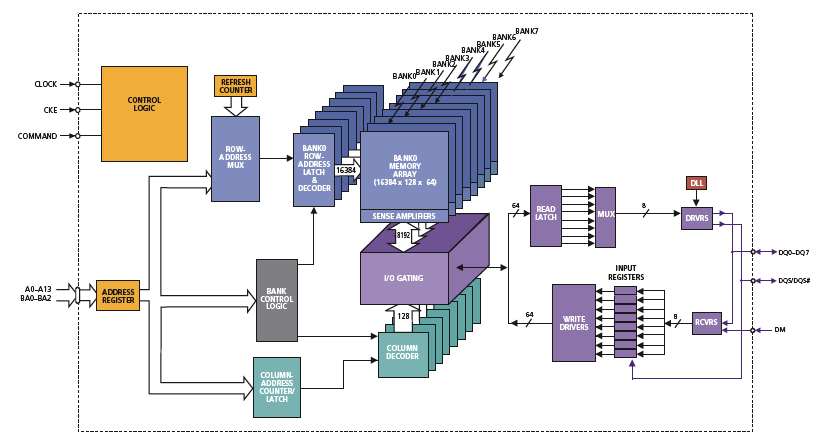 BANK7
BANK6
BANK5
BANK4
BANK3
BANK2
BANK1
BANK0
CLOCK
CKE
COMMAND
CONTROL
LOGIC
REFRESH
COUNTER
ROW-
ADDRESS
MUX
BANK0
ROW-
ADDRESS
LATCH
&
DECODER
16384
BANK0
MEMORY
ARRAY
(16384 x 128 x 64)
SENSE AMPLIFIERS
8192
I/O GATING
64
READ
LATCH
MUX
8
DLL
DRVRS
DQ0–DQ7
DQS/DQS#
DM
A0–A13
BA0–BA2
ADDRESS
REGISTER
BANK
CONTROL
LOGIC
128
COLUMN
DECODER
COLUMN-
ADDRESS
COUNTER/
LATCH
64
WRITE
DRIVERS
INPUT
REGISTERS
8
RCVRS